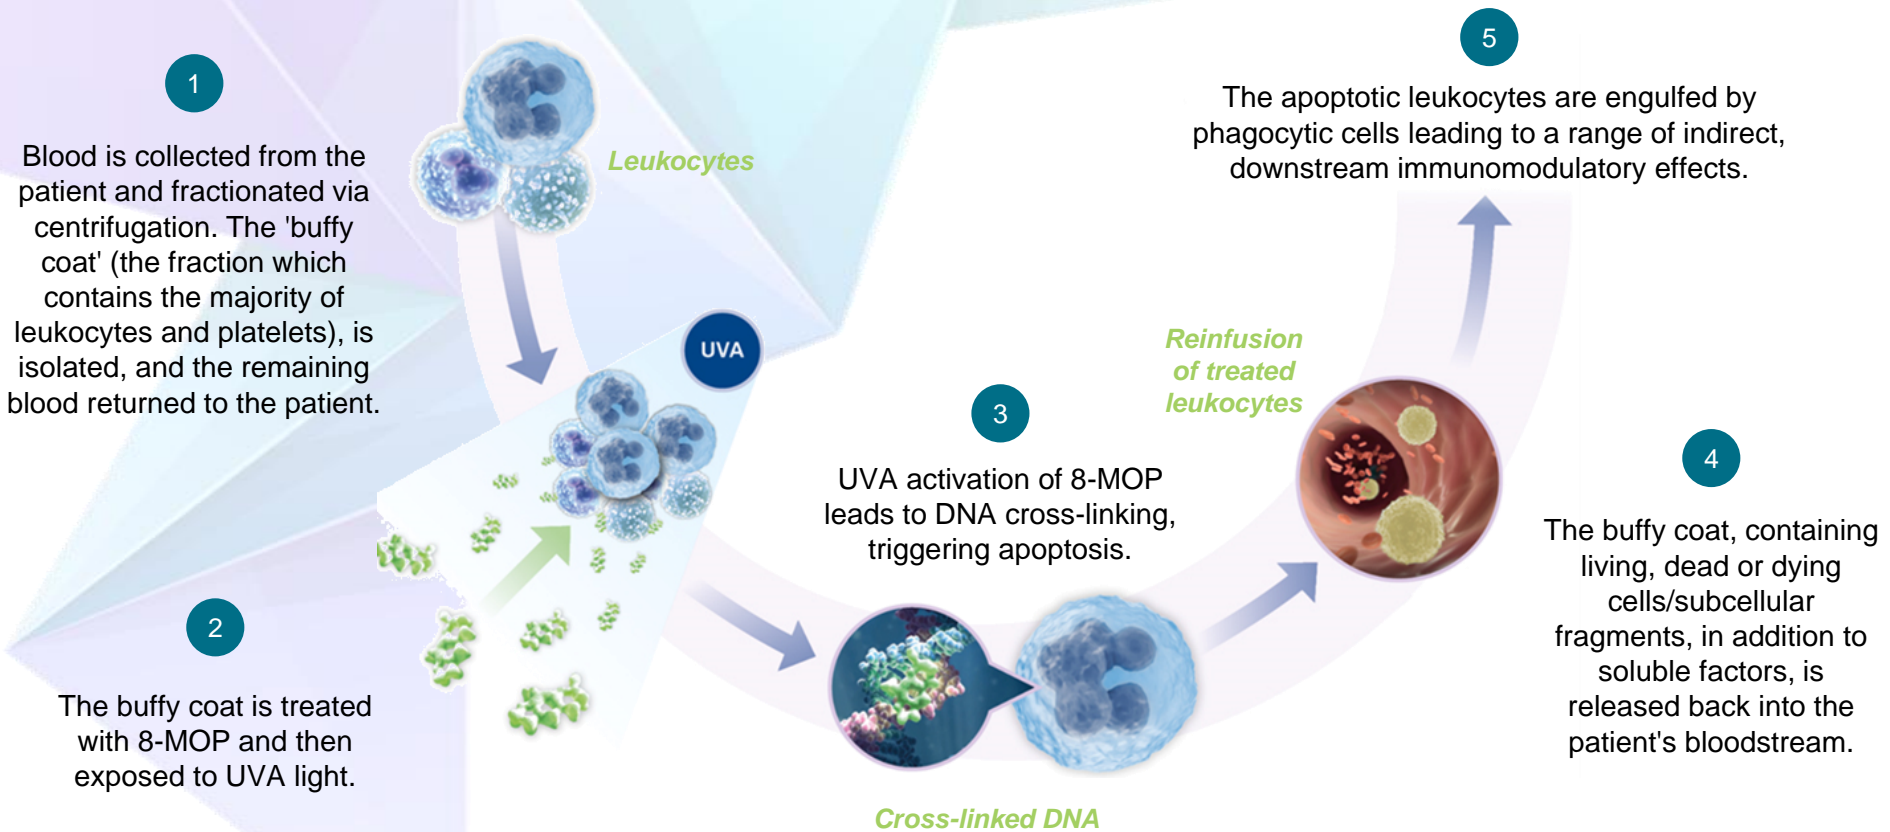 1
Blood is collected from the
patient and fractionated via
centrifugation. The 'buffy
coat' (the fraction which
contains the majority of
leukocytes and platelets), is
isolated, and the remaining
blood returned to the patient.
Leukocytes
UVA
2
The buffy coat is treated
with 8-MOP and then
exposed to UVA light.
3
UVA activation of 8-MOP
leads to DNA cross-linking,
triggering apoptosis.
Cross-linked DNA
Reinfusion
of treated
leukocytes
4
The buffy coat, containing
living, dead or dying
cells/subcellular
fragments, in addition to
soluble factors, is
released back into the
patient's bloodstream.
5
The apoptotic leukocytes are engulfed by
phagocytic cells leading to a range of indirect,
downstream immunomodulatory effects.